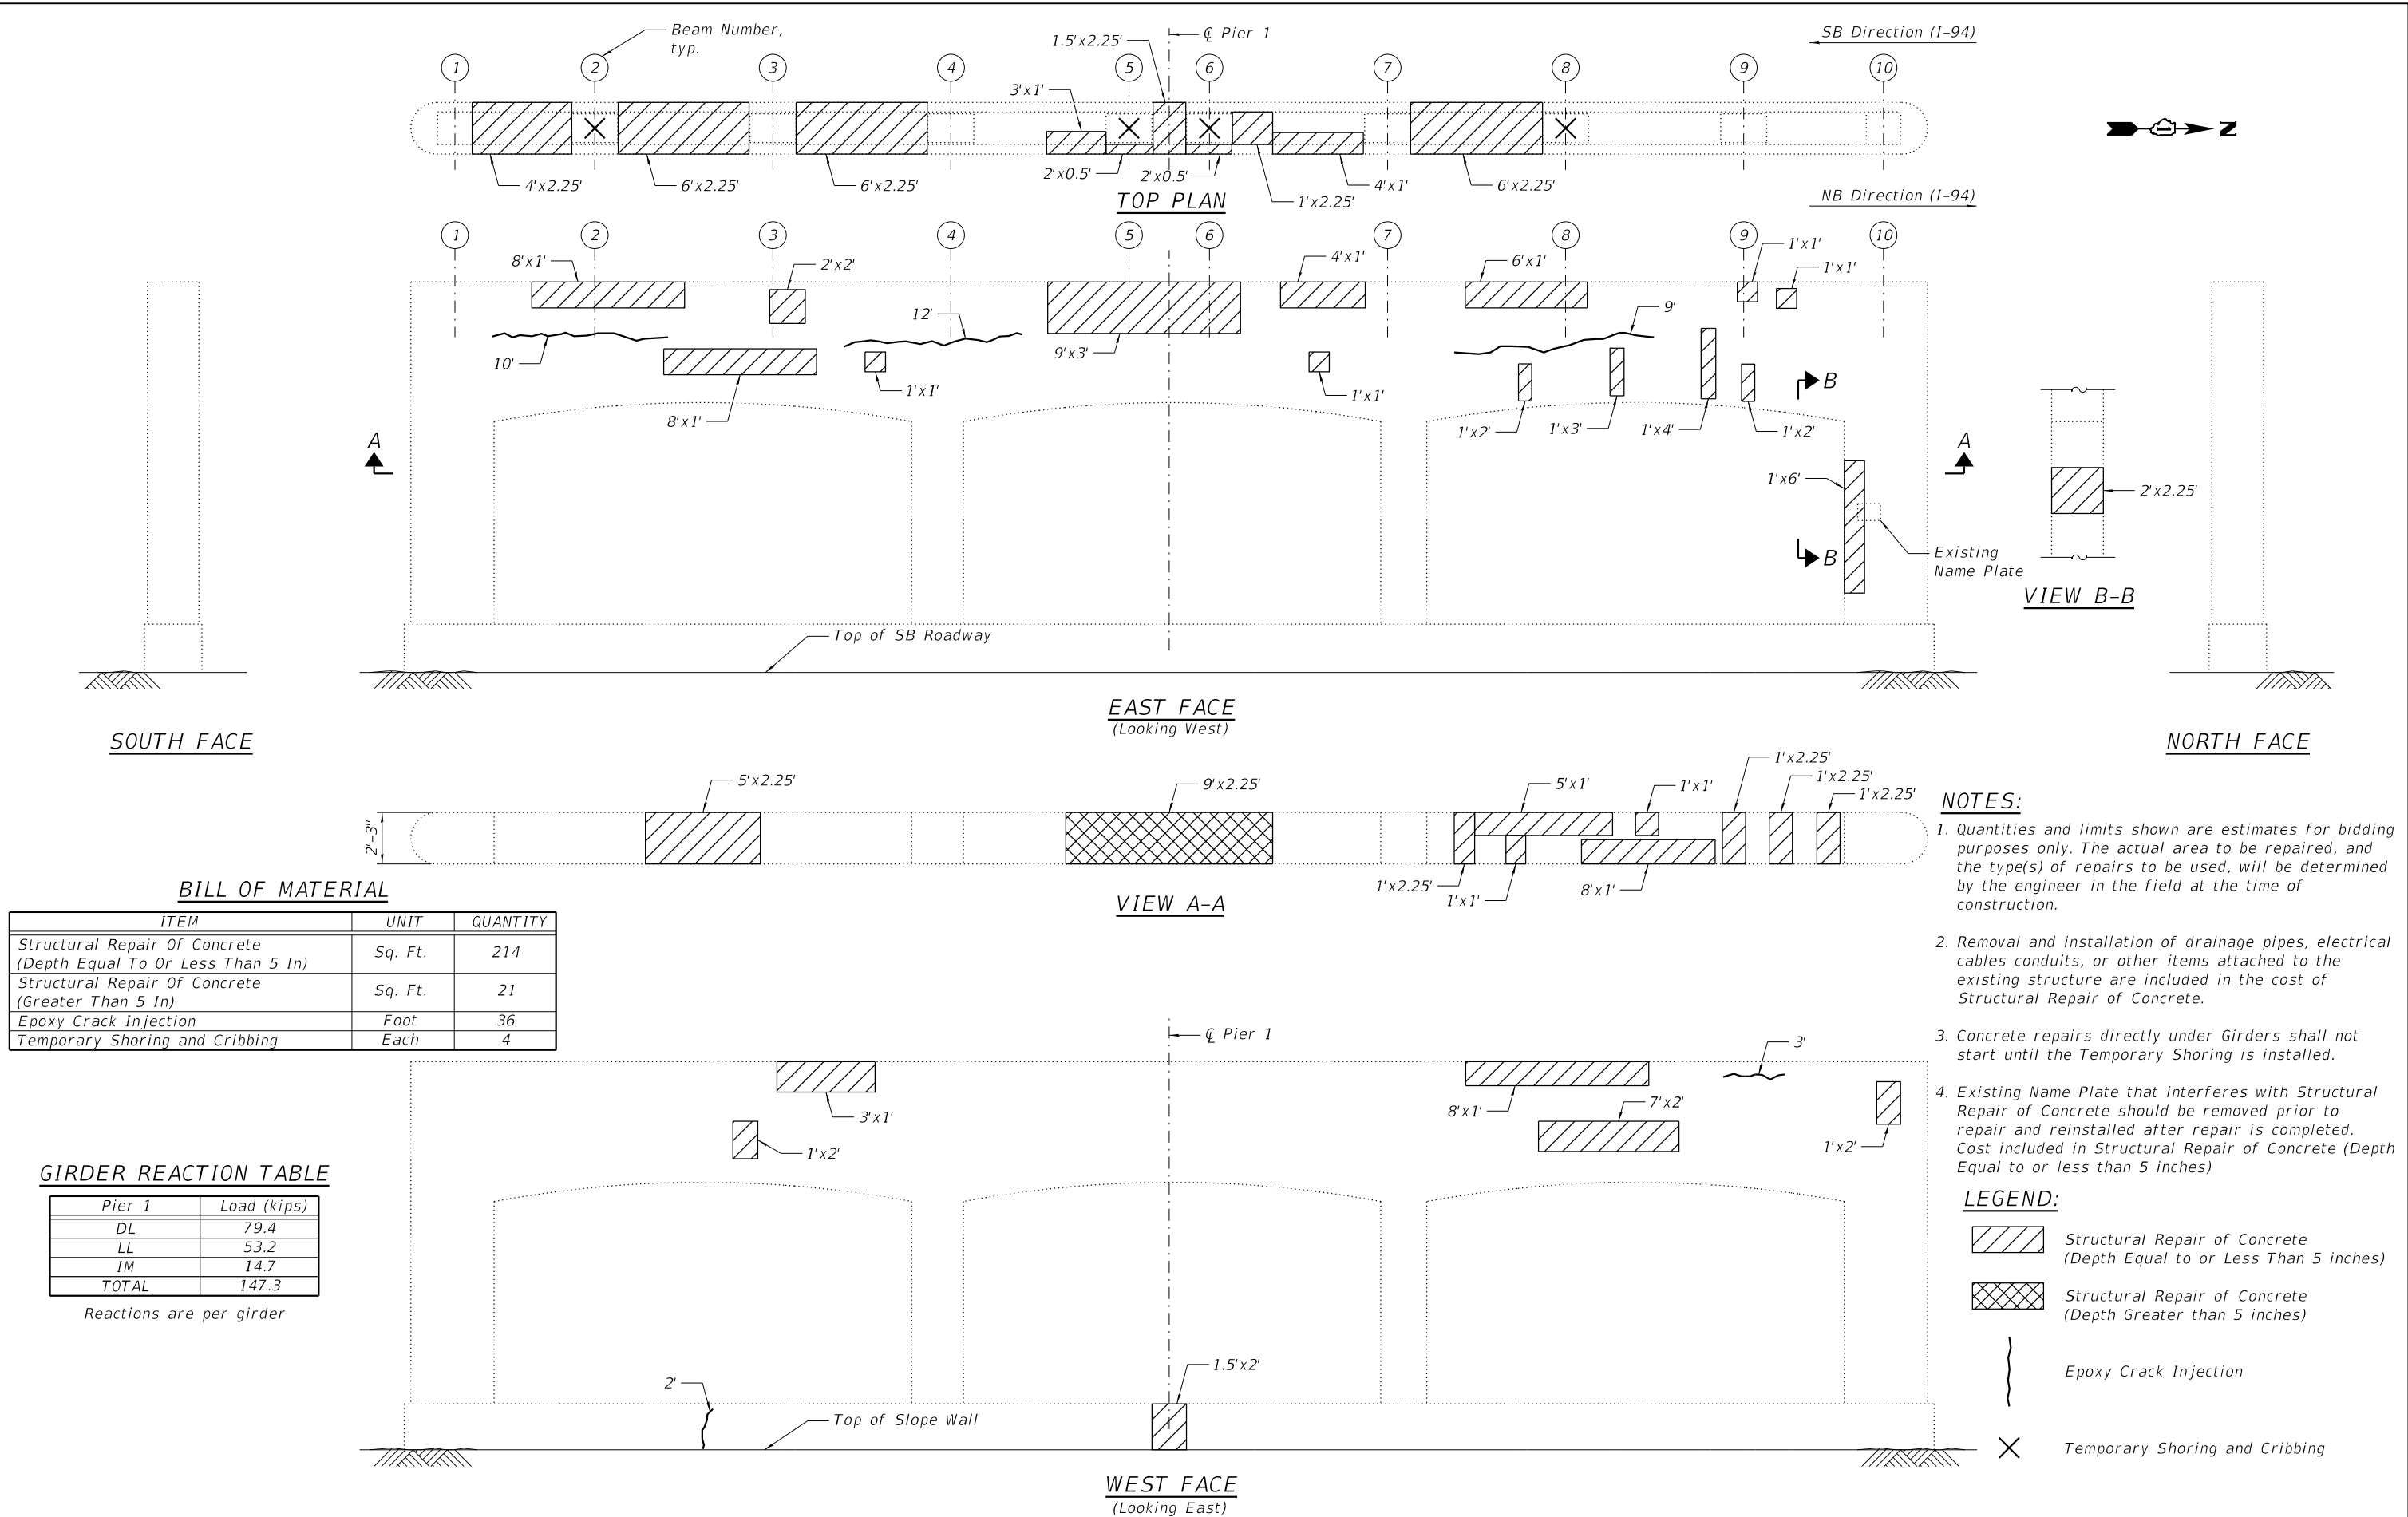 Beam Number,
typ.
1.5'x2.25'
℄ Pier 1
SB Direction (I-94)
1
2
3
4
5
6
7
8
9
10
3'x1'
4'x2.25'
6'x2.25'
6'x2.25'
2'x0.5'
2'x0.5'
1'x2.25'
4'x1'
6'x2.25'
N
TOP PLAN
NB Direction (I-94)
1
2
3
4
5
6
7
8
9
10
8'x1'
2'x2'
4'x1'
6'x1'
1'x1'
1'x1'
10'
12'
9'x3'
9'
8'x1'
1'x1'
1'x1'
1'x2'
1'x3'
1'x4'
1'x2'
B
A
A
1'x6'
B
Existing
Name Plate
2'x2.25'
VIEW B-B
Top of SB Roadway
EAST FACE
(Looking West)
SOUTH FACE
NORTH FACE
2'-3"
5'x2.25'
9'x2.25'
5'x1'
1'x1'
1'x2.25'
1'x2.25'
1'x2.25'
1'x2.25'
1'x1'
8'x1'
VIEW A-A
BILL OF MATERIAL
ITEM UNIT QUANTITY
Structural Repair Of Concrete
(Depth Equal To Or Less Than 5 In) Sq. Ft. 214
Structural Repair Of Concrete
(Greater Than 5 In) Sq. Ft. 21
Epoxy Crack Injection Foot 36
Temporary Shoring and Cribbing Each 4
NOTES:
1. Quantities and limits shown are estimates for bidding
purposes only. The actual area to be repaired, and
the type(s) of repairs to be used, will be determined
by the engineer in the field at the time of
construction.
2. Removal and installation of drainage pipes, electrical
cables conduits, or other items attached to the
existing structure are included in the cost of
Structural Repair of Concrete.
3. Concrete repairs directly under Girders shall not
start until the Temporary Shoring is installed.
4. Existing Name Plate that interferes with Structural
Repair of Concrete should be removed prior to
repair and reinstalled after repair is completed.
Cost included in Structural Repair of Concrete (Depth
Equal to or less than 5 inches)
℄ Pier 1
3'x1'
1'x2'
8'x1'
7'x2'
3'
1'x2'
GIRDER REACTION TABLE
Pier 1 Load (kips)
DL 79.4
LL 53.2
IM 14.7
TOTAL 147.3
Reactions are per girder
2'
Top of Slope Wall
1.5'x2'
WEST FACE
(Looking East)
LEGEND:
Structural Repair of Concrete
(Depth Equal to or Less Than 5 inches)
Structural Repair of Concrete
(Depth Greater than 5 inches)
Epoxy Crack Injection
Temporary Shoring and Cribbing